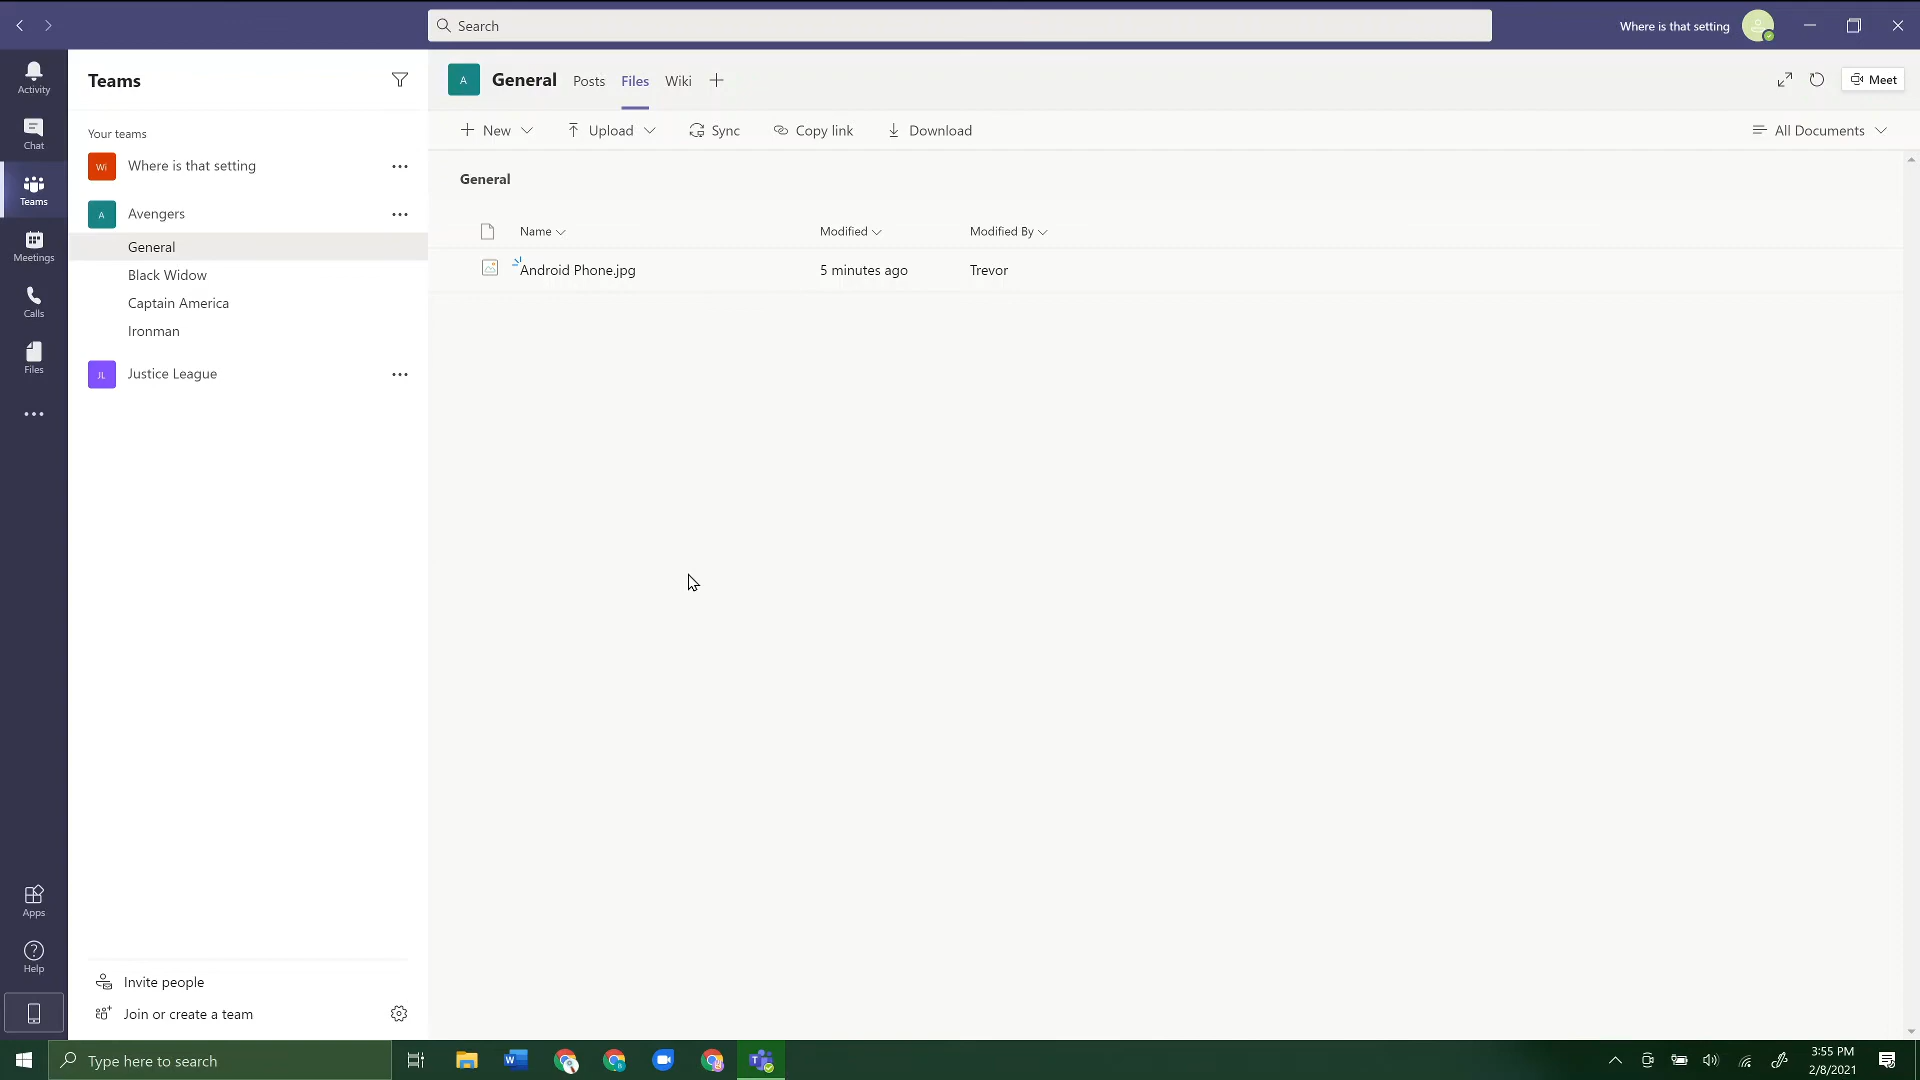 Search
Where is that setting
Activity
Chat
Teams
Meetings
Calls
Files
Apps
Help
Teams
Your teams
Wi Where is that setting
A Avengers
General
Black Widow
Captain America
Ironman
JL Justice League
Invite people
Join or create a team
A General Posts Files Wiki
Meet
New Upload Sync Copy link Download
All Documents
General
Name Modified Modified By
Android Phone.jpg 5 minutes ago Trevor
Type here to search
3:55 PM
2/8/2021